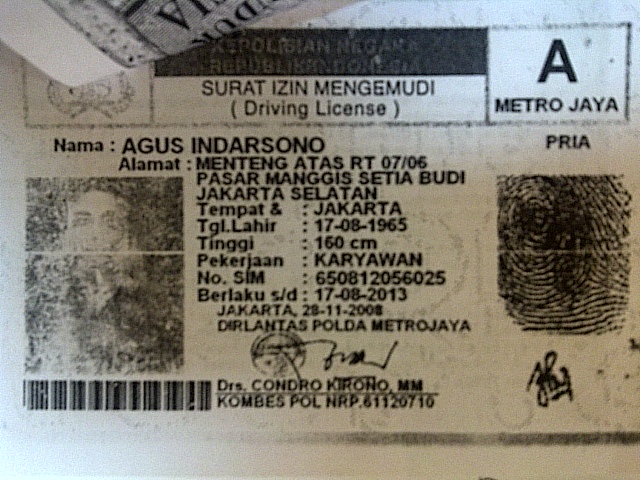 KEPOLISIAN NEGARA
REPUBLIK INDONESIA
SURAT IZIN MENGEMUDI
( Driving License )
A
METRO JAYA
Nama : AGUS INDARSONO
PRIA
Alamat : MENTENG ATAS RT 07/06
PASAR MANGGIS SETIA BUDI
JAKARTA SELATAN
Tempat & : JAKARTA
Tgl.Lahir : 17-08-1965
Tinggi : 160 cm
Pekerjaan : KARYAWAN
No. SIM : 650812056025
Berlaku s/d : 17-08-2013
JAKARTA, 28-11-2008
DIRLANTAS POLDA METROJAYA
Drs. CONDRO KIRONO, MM
KOMBES POL NRP.61120710